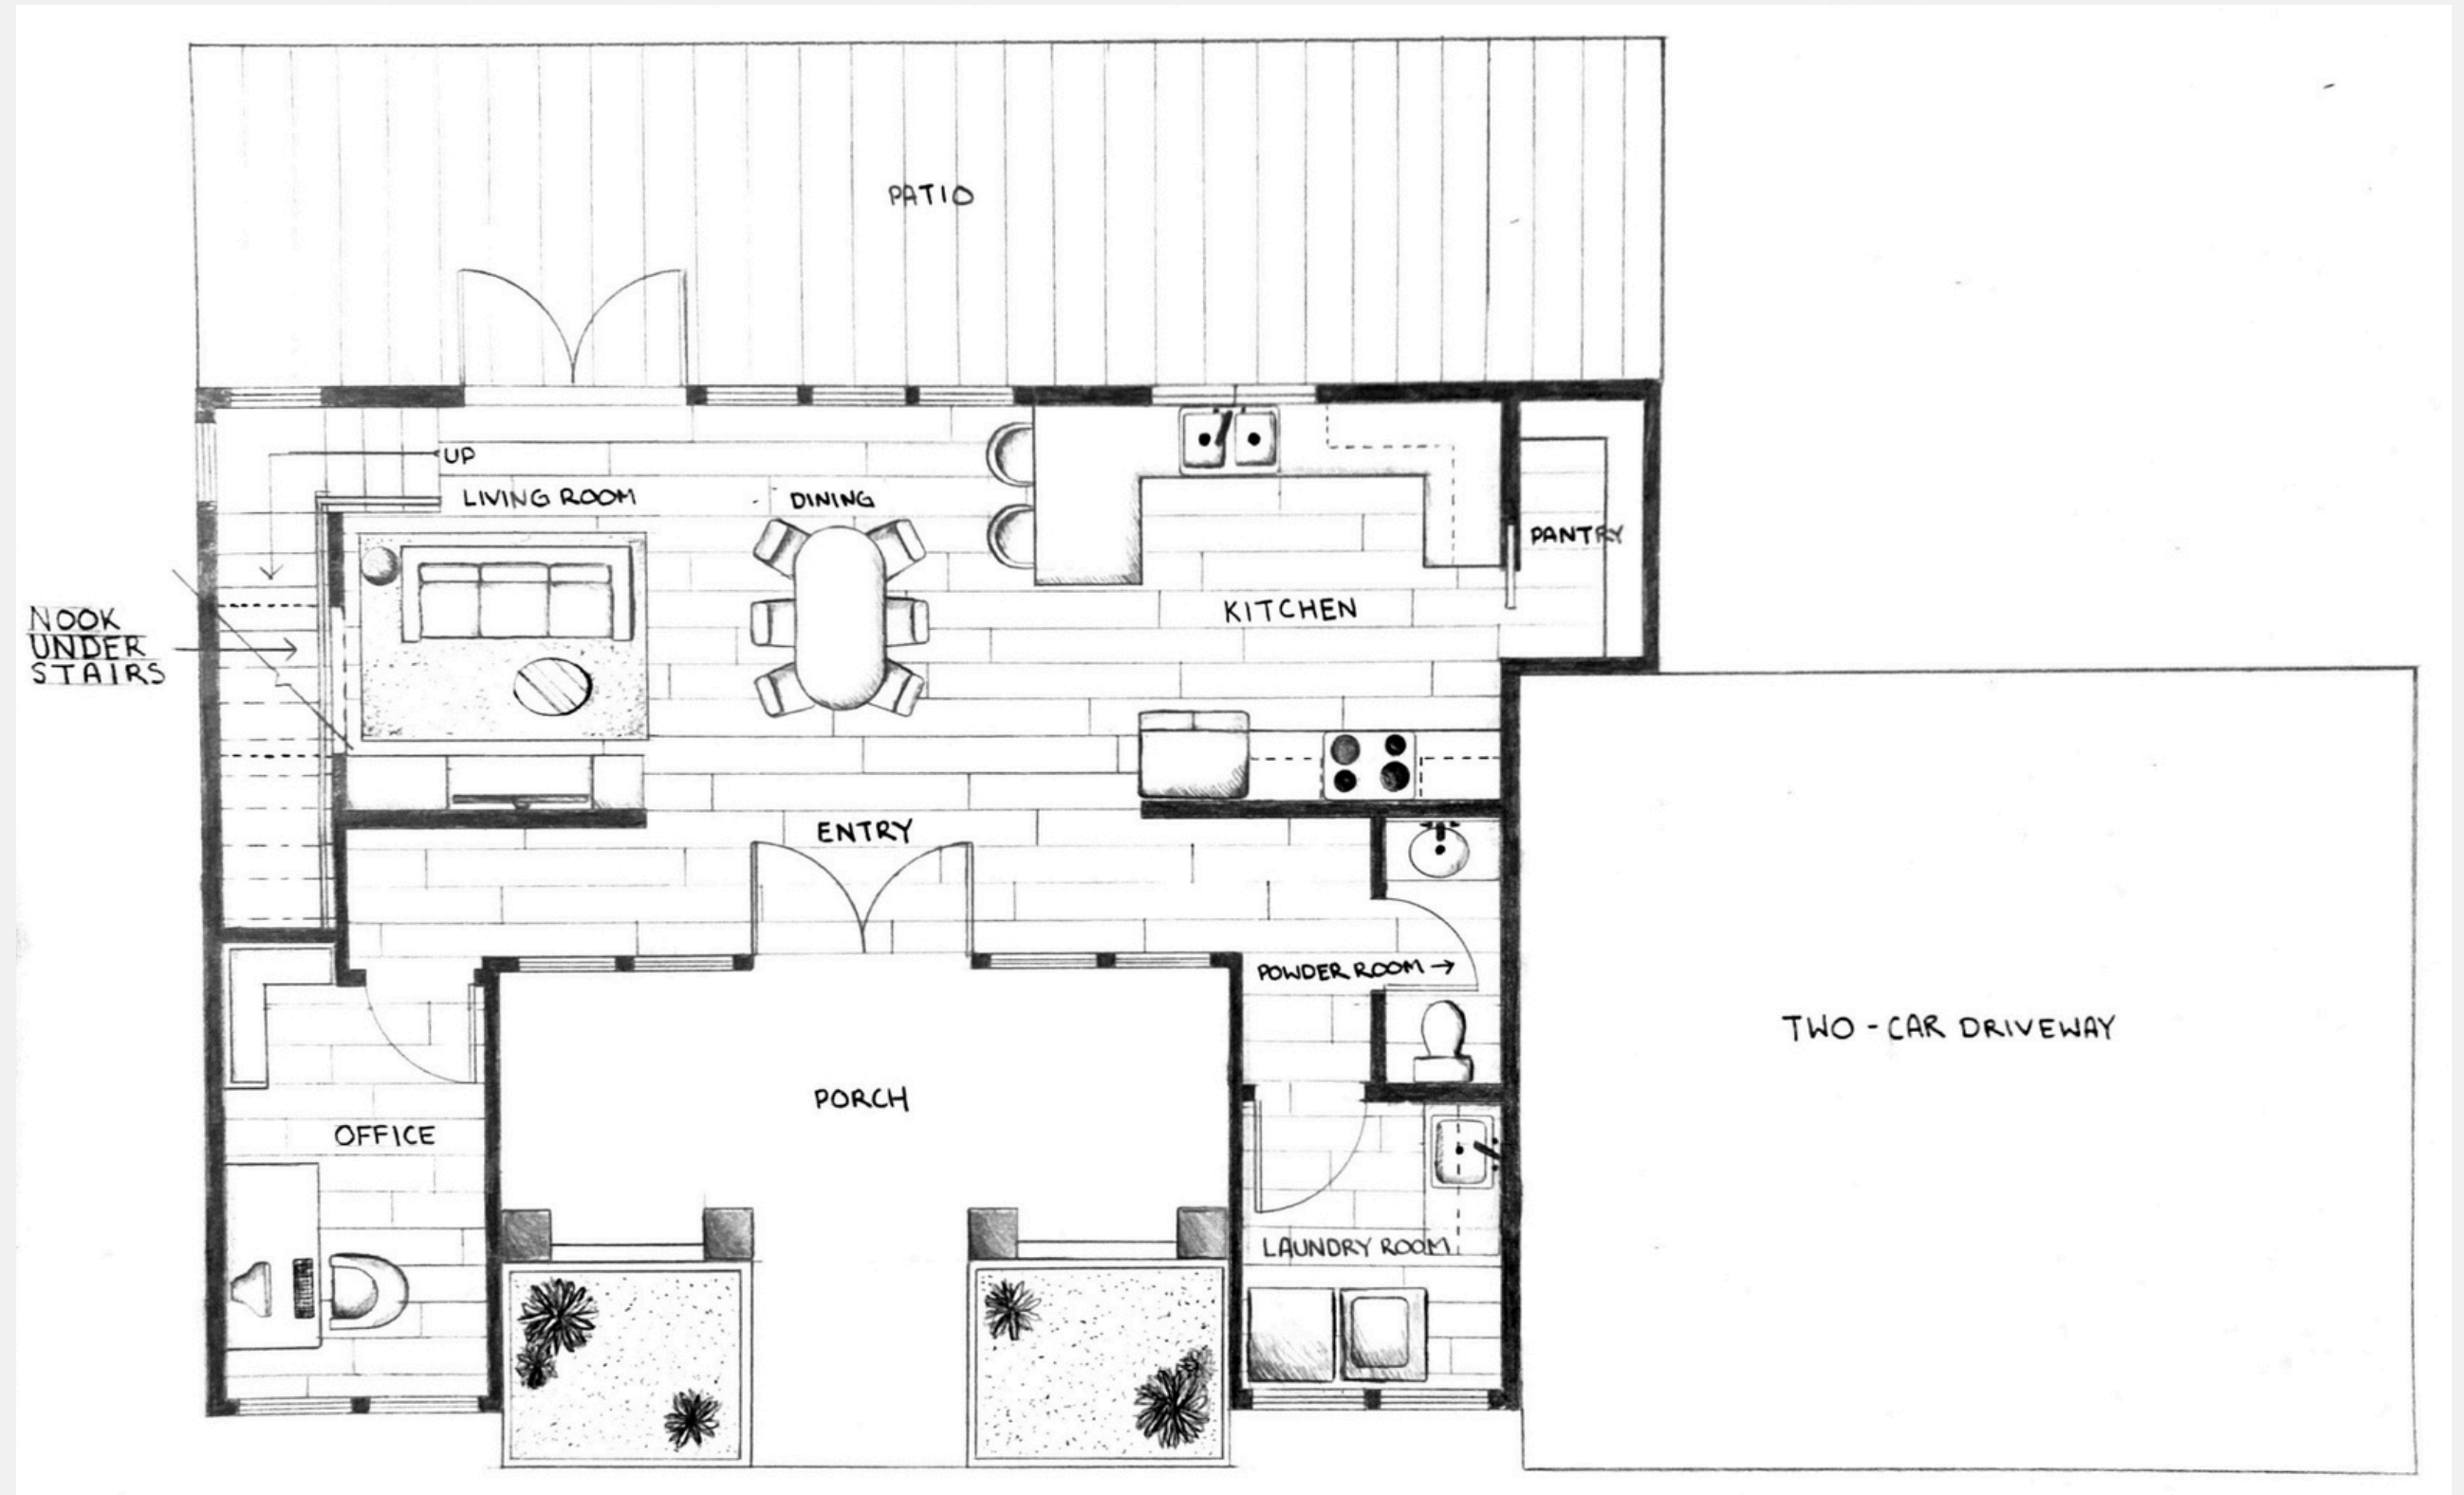 PATIO
UP
LIVING ROOM
DINING
PANTRY
KITCHEN
NOOK
UNDER
STAIRS
ENTRY
POWDER ROOM →
TWO-CAR DRIVEWAY
PORCH
OFFICE
LAUNDRY ROOM